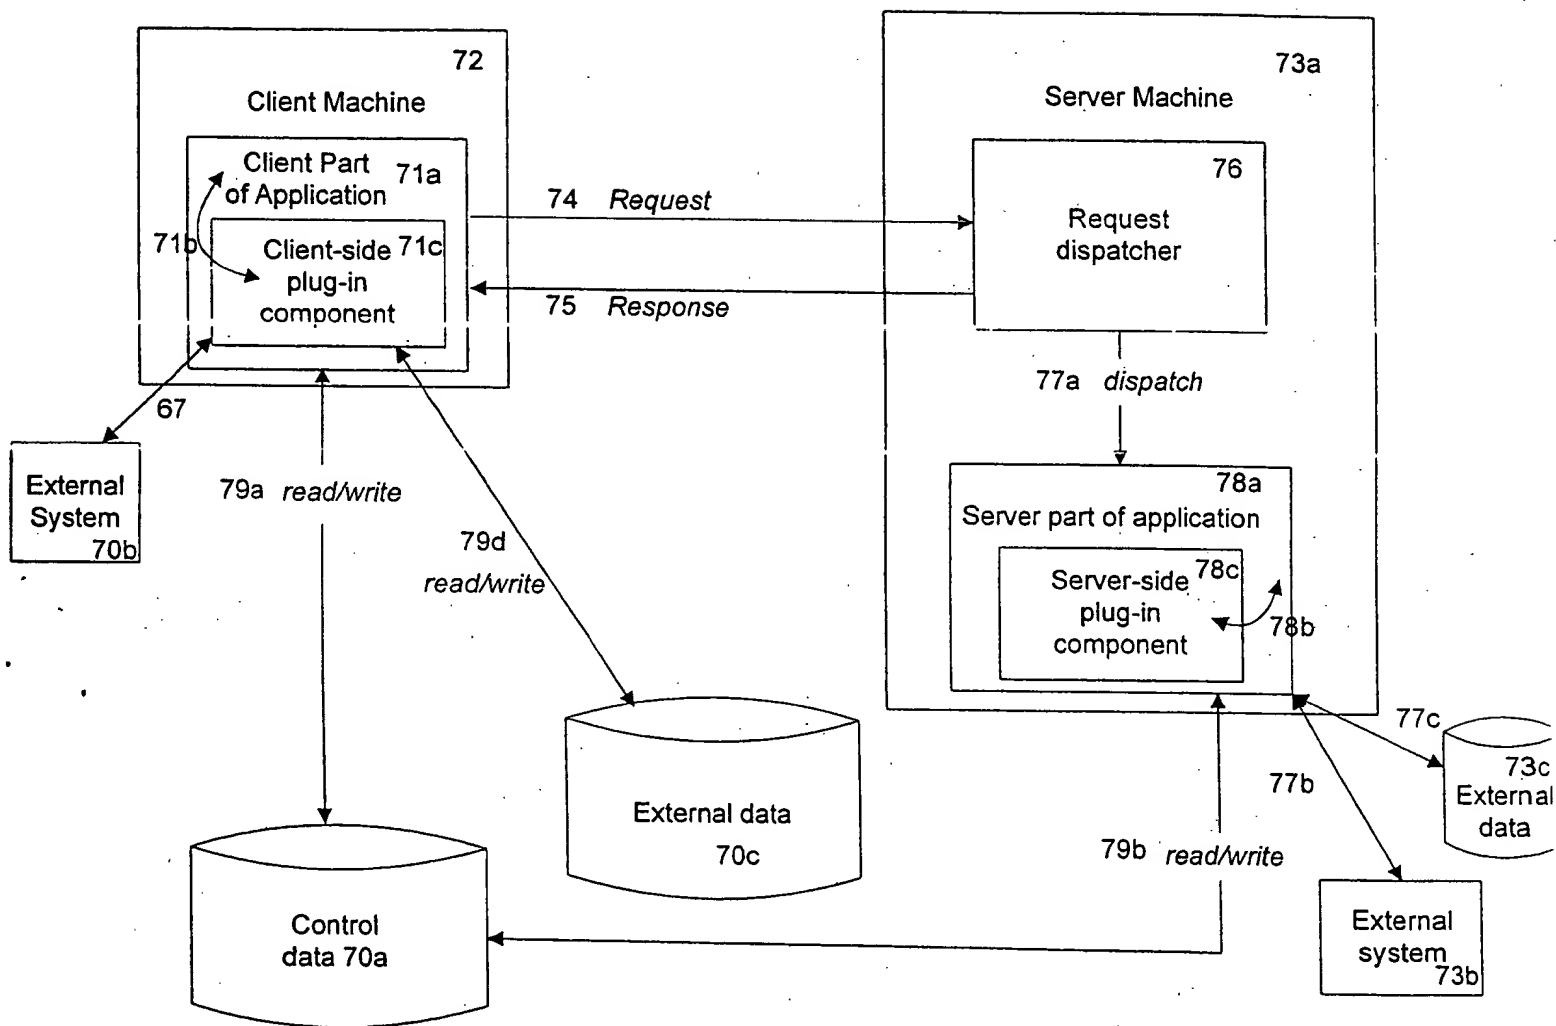 72
Client Machine
Client Part
of Application
71a
71b
Client-side
plug-in
component
71c
74 Request
75 Response
73a
Server Machine
76
Request
dispatcher
77a dispatch
78a
Server part of application
Server-side
plug-in
component
78c
78b
67
External
System
70b
79a read/write
79d
read/write
External data
70c
Control
data 70a
79b read/write
77b
77c
73c
External
data
External
system
73b